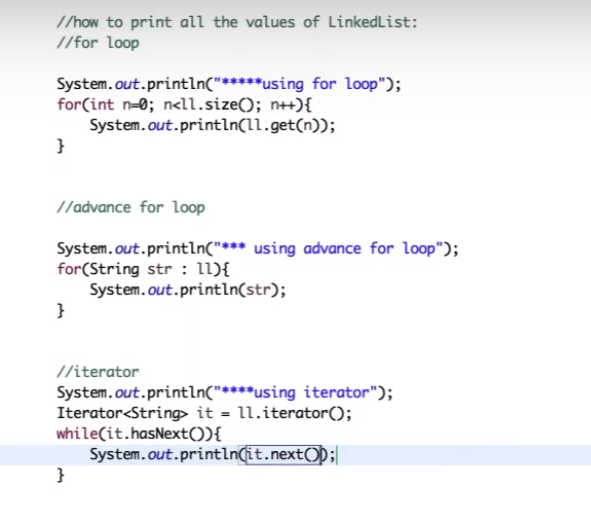 //how to print all the values of LinkedList:
//for loop
System.out.println("*****using for loop");
for(int n=0; n<ll.size(); n++){
System.out.println(ll.get(n));
}
//advance for loop
System.out.println("*** using advance for loop");
for(String str : ll){
System.out.println(str);
}
//iterator
System.out.println("****using iterator");
Iterator<String> it = ll.iterator();
while(it.hasNext()){
System.out.println(it.next());
}